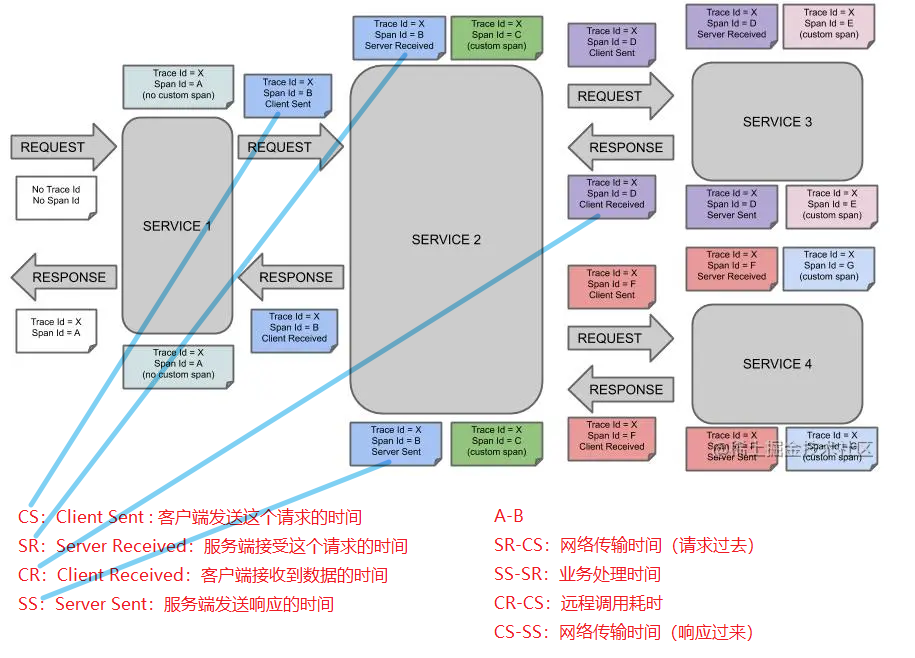 Trace Id = X
Span Id = A
(no custom span)
Trace Id = X
Span Id = B
Client Sent
Trace Id = X
Span Id = B
Server Received
Trace Id = X
Span Id = C
(custom span)
Trace Id = X
Span Id = D
Client Sent
Trace Id = X
Span Id = D
Server Received
Trace Id = X
Span Id = E
(custom span)
REQUEST
No Trace Id
No Span Id
RESPONSE
Trace Id = X
Span Id = A
SERVICE 1
Trace Id = X
Span Id = A
(no custom span)
REQUEST
RESPONSE
Trace Id = X
Span Id = B
Client Received
SERVICE 2
Trace Id = X
Span Id = B
Server Sent
Trace Id = X
Span Id = C
(custom span)
REQUEST
RESPONSE
Trace Id = X
Span Id = D
Client Received
SERVICE 3
Trace Id = X
Span Id = D
Server Sent
Trace Id = X
Span Id = E
(custom span)
Trace Id = X
Span Id = F
Client Sent
Trace Id = X
Span Id = F
Server Received
Trace Id = X
Span Id = G
(custom span)
REQUEST
RESPONSE
Trace Id = X
Span Id = F
Client Received
SERVICE 4
Trace Id = X
Span Id = F
Server Sent
Trace Id = X
Span Id = G
(custom span)
@稀土掘金技术社区
CS：Client Sent : 客户端发送这个请求的时间
SR：Server Received：服务端接受这个请求的时间
CR：Client Received：客户端接收到数据的时间
SS：Server Sent：服务端发送响应的时间
A-B
SR-CS：网络传输时间（请求过去）
SS-SR：业务处理时间
CR-CS：远程调用耗时
CS-SS：网络传输时间（响应过来）